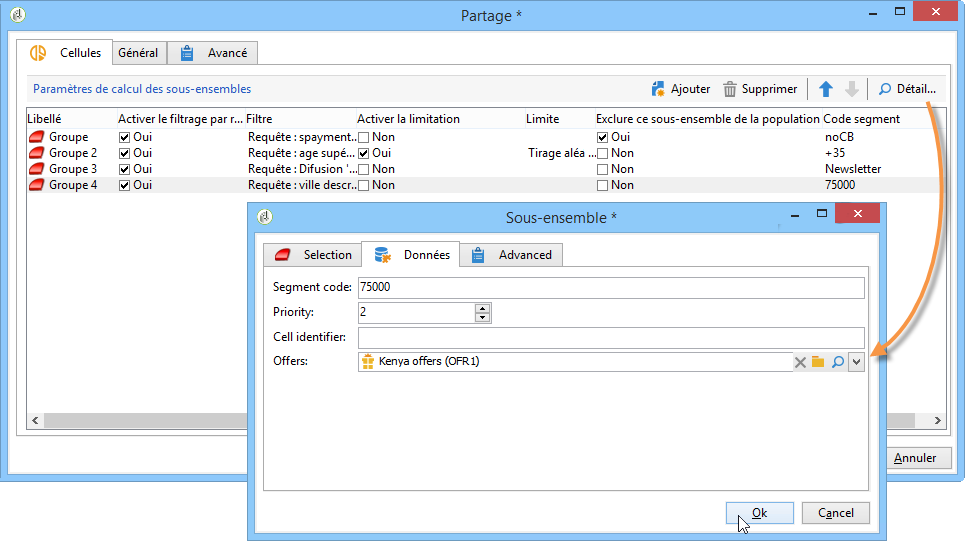 Partage *
Cellules Général Avancé
Paramètres de calcul des sous-ensembles Ajouter Supprimer Détail...
Libellé Activer le filtrage par r... Filtre Activer la limitation Limite Exclure ce sous-ensemble de la population Code segment
Groupe Oui Requête : spayment... Non Oui noCB
Groupe 2 Oui Requête : age supé... Oui Tirage aléa ... Non +35
Groupe 3 Oui Requête : Difusion '... Non Non Newsletter
Groupe 4 Oui Requête : ville descr... Non Non 75000
Sous-ensemble *
Selection Données Advanced
Segment code: 75000
Priority: 2
Cell identifier:
Offers: Kenya offers (OFR1)
Annuler
Ok Cancel